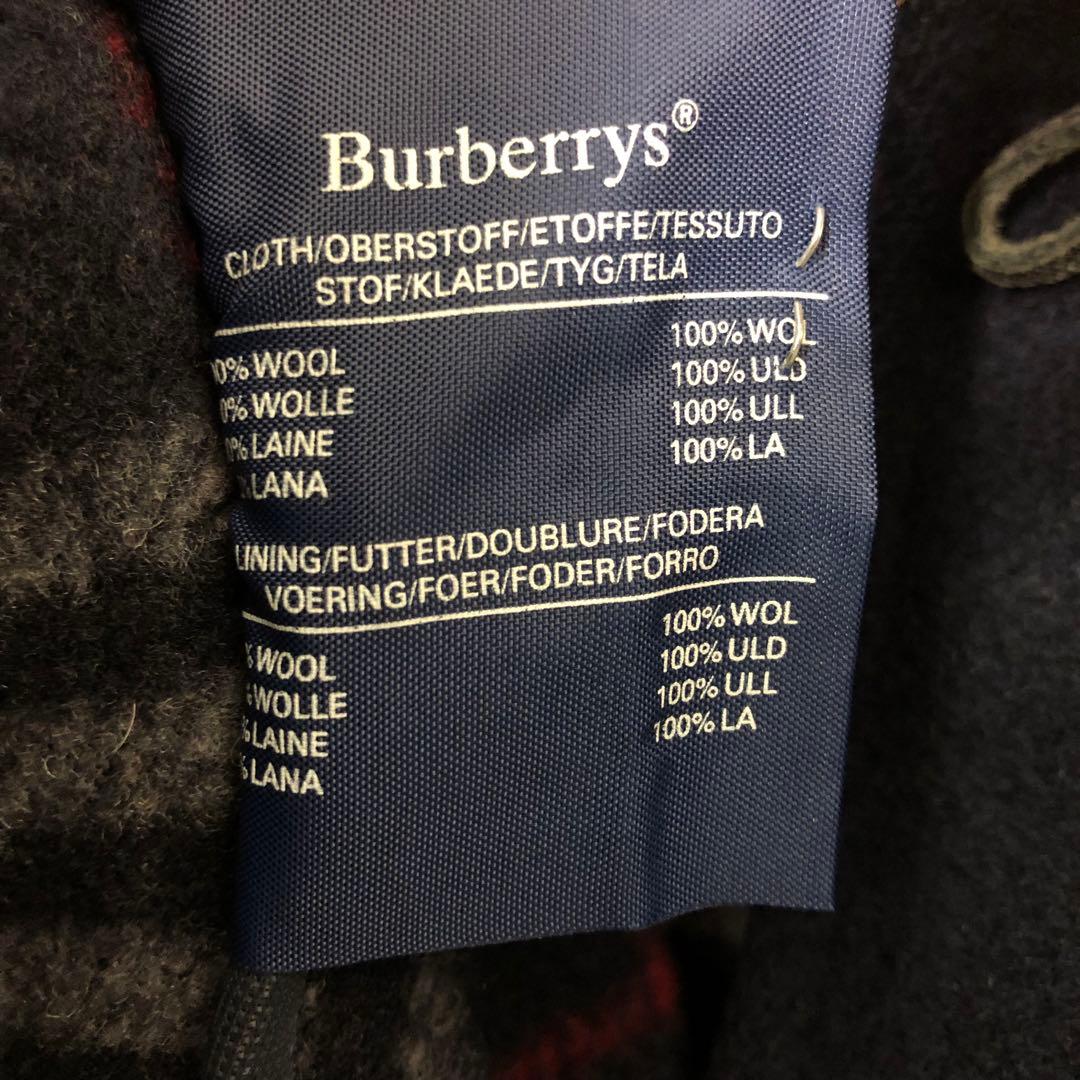 Burberrys®
CLOTH/OBERSTOFF/ETOFFE/TESSUTO
STOF/KLAEDE/TYG/TELA
0% WOOL
0% WOLLE
% LAINE
LANA
100% WOL
100% ULD
100% ULL
100% LA
LINING/FUTTER/DOUBLURE/FODERA
VOERING/FOER/FODER/FORRO
% WOOL
% WOLLE
% LAINE
% LANA
100% WOL
100% ULD
100% ULL
100% LA